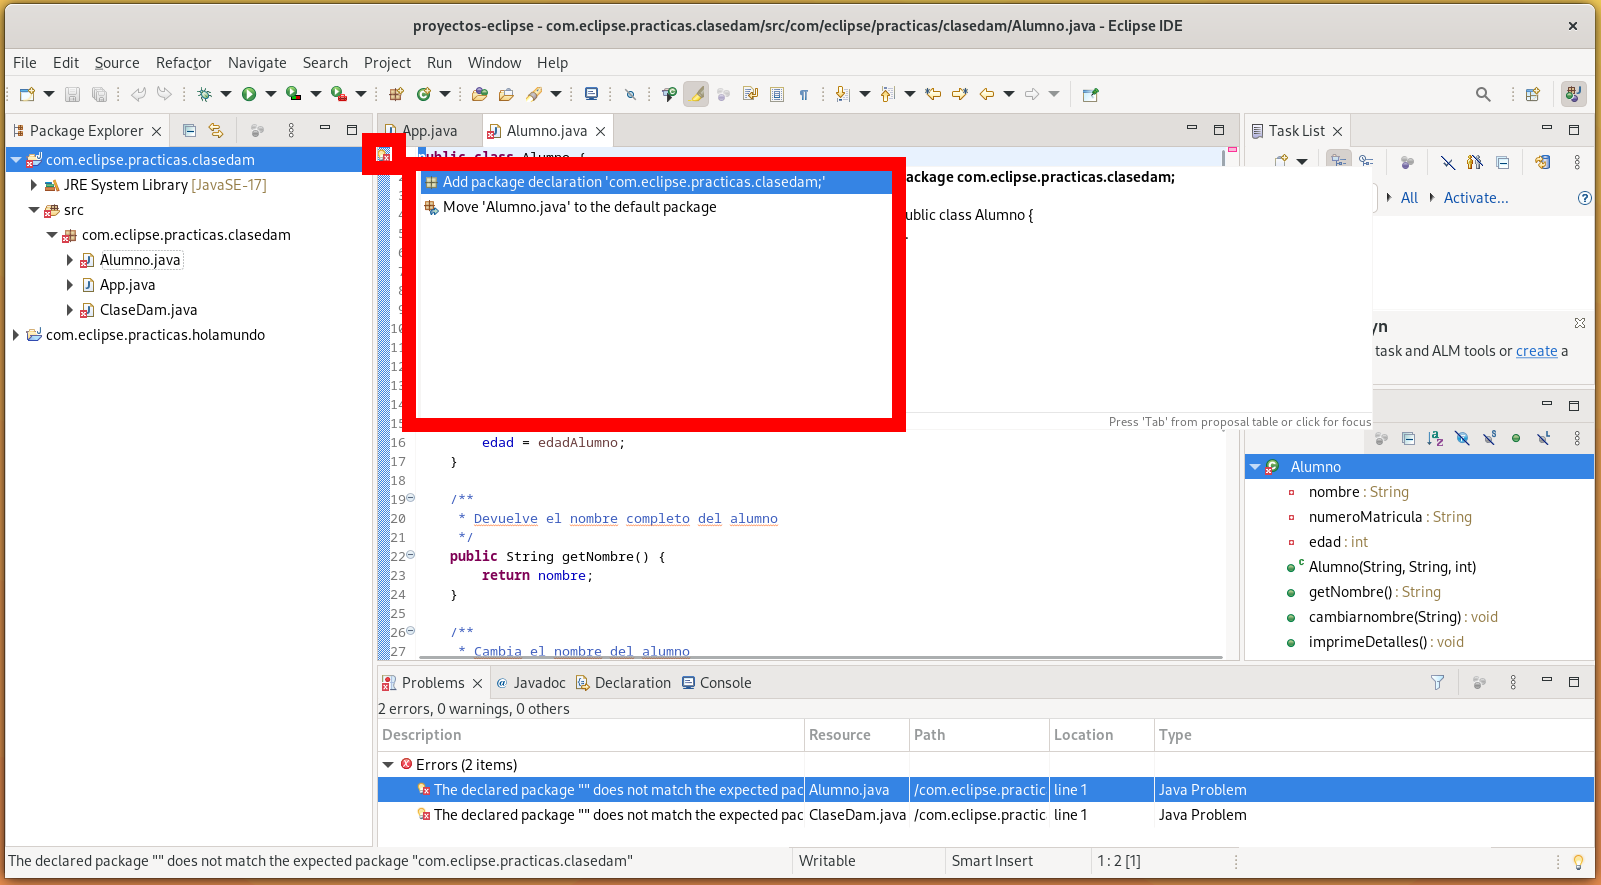 proyectos-eclipse - com.eclipse.practicas.clasedam/src/com/eclipse/practicas/clasedam/Alumno.java - Eclipse IDE
File Edit Source Refactor Navigate Search Project Run Window Help
Package Explorer
com.eclipse.practicas.clasedam
JRE System Library [JavaSE-17]
src
com.eclipse.practicas.clasedam
Alumno.java
App.java
ClaseDam.java
com.eclipse.practicas.holamundo
App.java Alumno.java
public class Alumno {
Add package declaration 'com.eclipse.practicas.clasedam;'
Move 'Alumno.java' to the default package
ackage com.eclipse.practicas.clasedam;
ublic class Alumno {
Press 'Tab' from proposal table or click for focus
16 edad = edadAlumno;
17 }
18
19 /**
20 * Devuelve el nombre completo del alumno
21 */
22 public String getNombre() {
23 return nombre;
24 }
25
26 /**
27 * Cambia el nombre del alumno
Task List
All Activate...
yn
task and ALM tools or create a
Alumno
nombre : String
numeroMatricula : String
edad : int
Alumno(String, String, int)
getNombre() : String
cambiarnombre(String) : void
imprimeDetalles() : void
Problems Javadoc Declaration Console
2 errors, 0 warnings, 0 others
Description Resource Path Location Type
Errors (2 items)
The declared package "" does not match the expected pac Alumno.java /com.eclipse.practic line 1 Java Problem
The declared package "" does not match the expected pac ClaseDam.java /com.eclipse.practic line 1 Java Problem
The declared package "" does not match the expected package "com.eclipse.practicas.clasedam" Writable Smart Insert 1 : 2 [1]